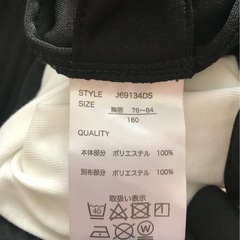 STYLE J69134DS
SIZE 胸囲 76~84
160
QUALITY
本体部分 ポリエステル 100%
別布部分 ポリエステル 100%
取扱い表示
40